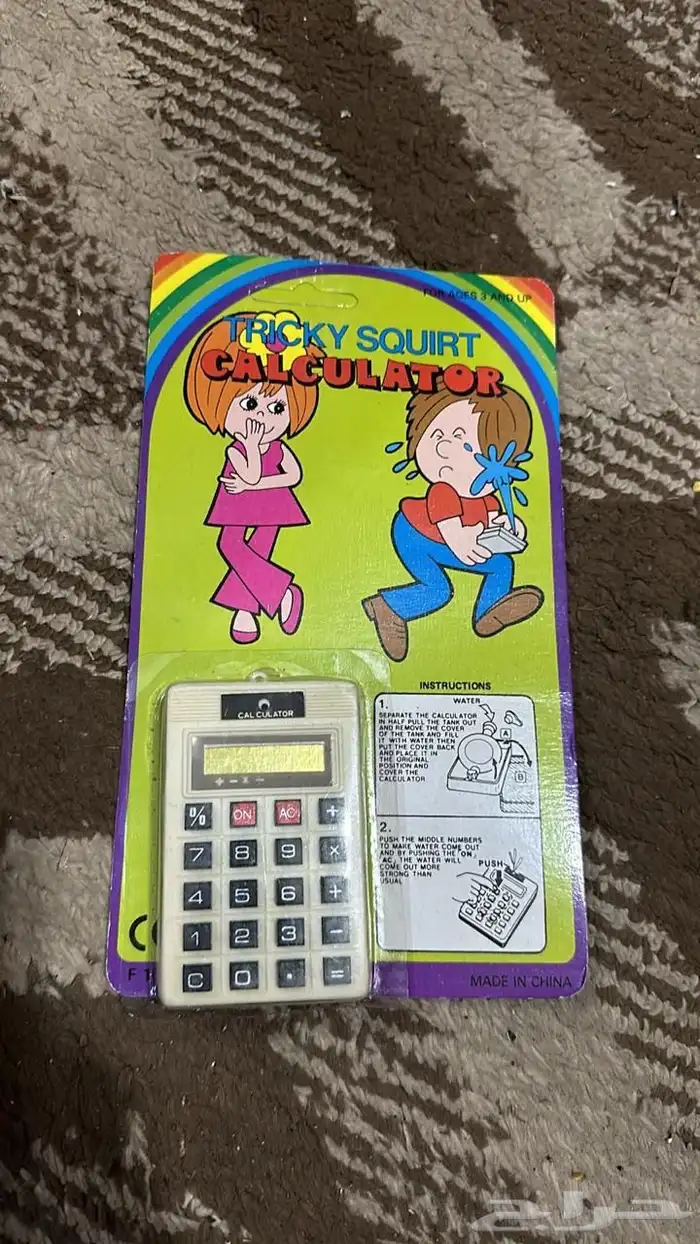 FOR AGES 3 AND UP
TRICKY SQUIRT
CALCULATOR
INSTRUCTIONS
1.
WATER
SEPARATE THE CALCULATOR
IN HALF PULL THE TANK OUT
AND REMOVE THE COVER
OF THE TANK AND FILL
IT WITH WATER THEN
PUT THE COVER BACK
AND PLACE IT IN
THE ORIGINAL
POSITION AND
COVER THE
CALCULATOR
A
B
2.
PUSH THE MIDDLE NUMBERS
TO MAKE WATER COME OUT
AND BY PUSHING THE "ON,
AC, THE WATER WILL
COME OUT MORE
STRONG THAN
USUAL
PUSH
CALCULATOR
+ − × ÷
% ON AC +
7 8 9 ×
4 5 6 +
1 2 3 −
C 0 . =
C
F 1
MADE IN CHINA
حراج